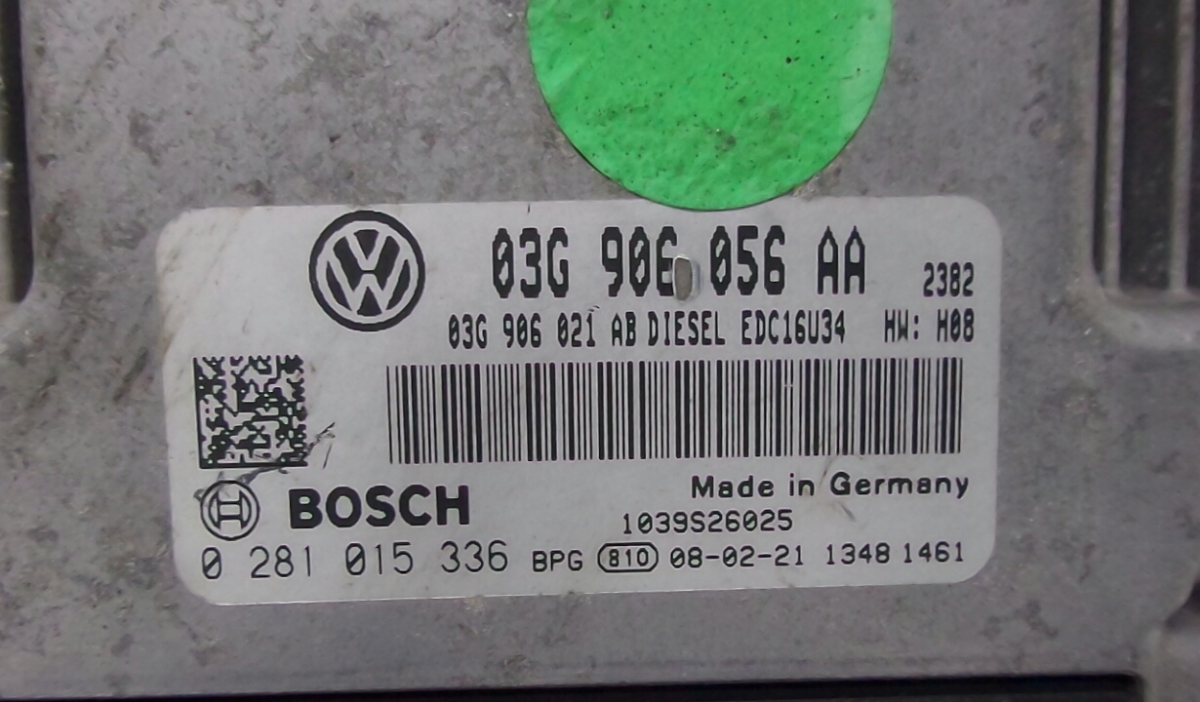 03G 906 056 AA 2382
03G 906 021 AB DIESEL EDC16U34 HW: H08
Made in Germany
BOSCH
1039S26025
0 281 015 336 BPG 810 08-02-21 1348 1461